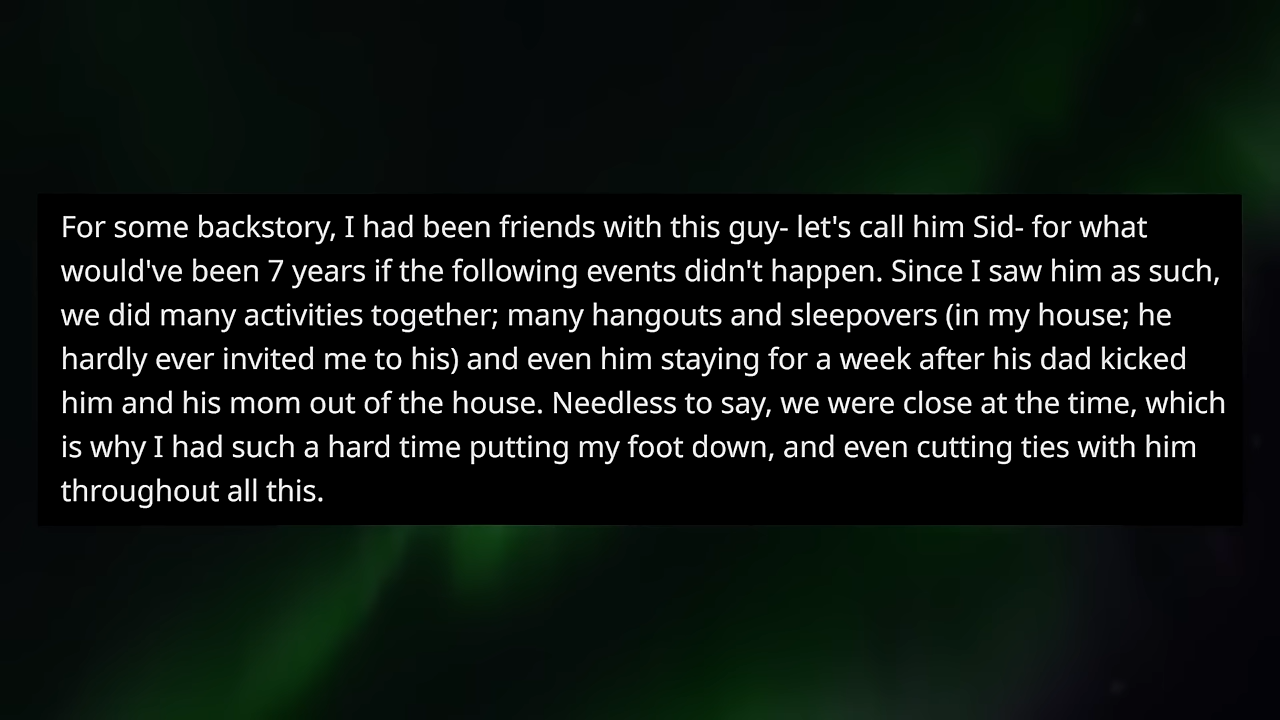 For some backstory, I had been friends with this guy- let's call him Sid- for what
would've been 7 years if the following events didn't happen. Since I saw him as such,
we did many activities together; many hangouts and sleepovers (in my house; he
hardly ever invited me to his) and even him staying for a week after his dad kicked
him and his mom out of the house. Needless to say, we were close at the time, which
is why I had such a hard time putting my foot down, and even cutting ties with him
throughout all this.